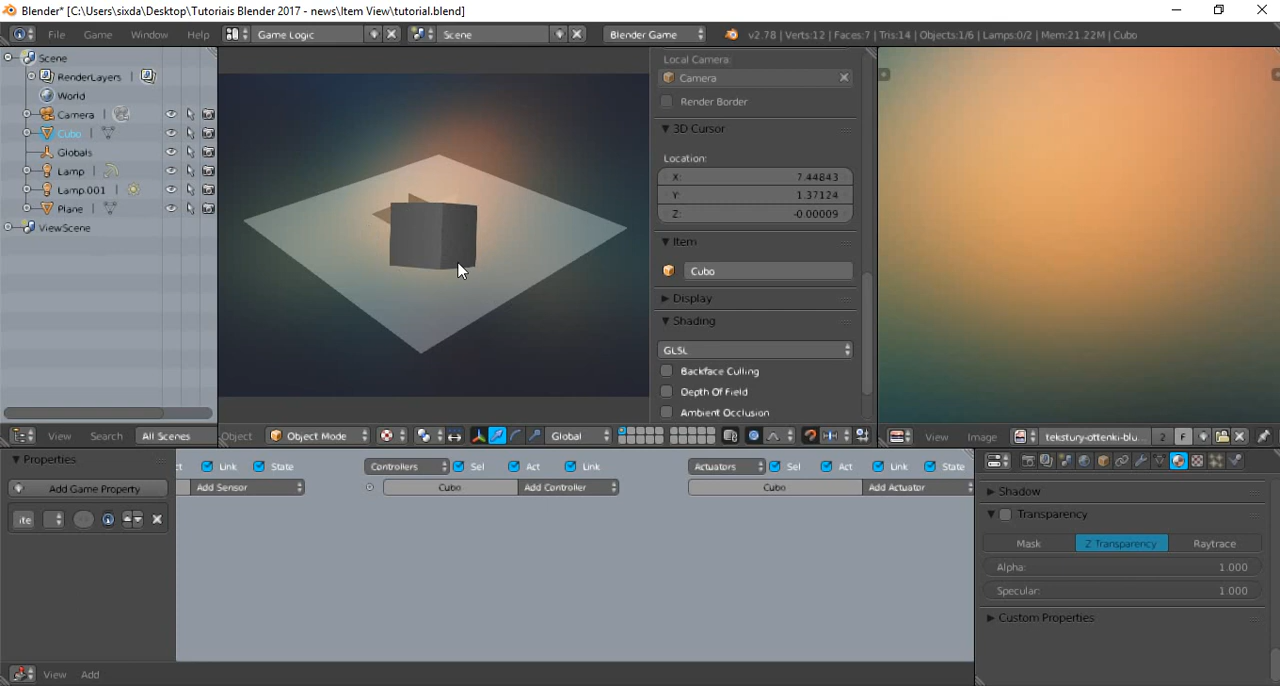 Blender* [C:\Users\sixda\Desktop\Tutoriais Blender 2017 - news\Item View\tutorial.blend]
File Game Window Help Game Logic Scene Blender Game v2.78 | Verts:12 | Faces:7 | Tris:14 | Objects:1/6 | Lamps:0/2 | Mem:21.22M | Cubo
Scene
RenderLayers |
World
Camera |
Cubo |
Globals
Lamp |
Lamp.001 |
Plane |
ViewScene
Local Camera:
Camera
Render Border
3D Cursor
Location:
X: 7.44843
Y: 1.37124
Z: -0.00009
Item
Cubo
Display
Shading
GLSL
Backface Culling
Depth Of Field
Ambient Occlusion
View Search All Scenes
Object Object Mode Global
View Image tekstury-ottenki-blu... 2 F
Properties
Add Game Property
ite
ct Link State Controllers Sel Act Link Actuators Sel Act Link State
Add Sensor Cubo Add Controller Cubo Add Actuator
Shadow
Transparency
Mask Z Transparency Raytrace
Alpha: 1.000
Specular: 1.000
Custom Properties
View Add